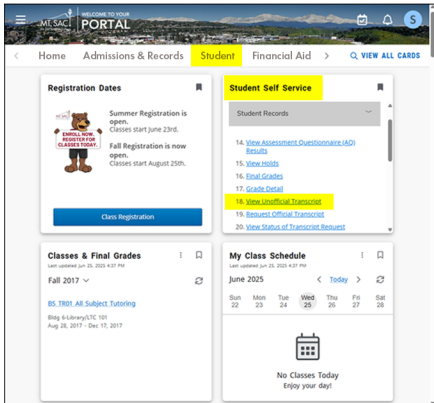 MT. SAC
WELCOME TO YOUR
PORTAL
S
Home
Admissions & Records
Student
Financial Aid
VIEW ALL CARDS
Registration Dates
ENROLL NOW.
REGISTER FOR
CLASSES TODAY.
Summer Registration is
open.
Classes start June 23rd.
Fall Registration is now
open.
Classes start August 25th.
Class Registration
Student Self Service
Student Records
14. View Assessment Questionnaire (AQ)
Results
15. View Holds
16. Final Grades
17. Grade Detail
18. View Unofficial Transcript
19. Request Official Transcript
20. View Status of Transcript Request
Classes & Final Grades
Last updated Jun 25, 2025 4:37 PM
Fall 2017
BS TR01 All Subject Tutoring
Bldg 6-Library/LTC 101
Aug 28, 2017 - Dec 17, 2017
My Class Schedule
Last updated Jun 25, 2025 4:37 PM
June 2025
Today
Sun Mon Tue Wed Thu Fri Sat
22 23 24 25 26 27 28
No Classes Today
Enjoy your day!